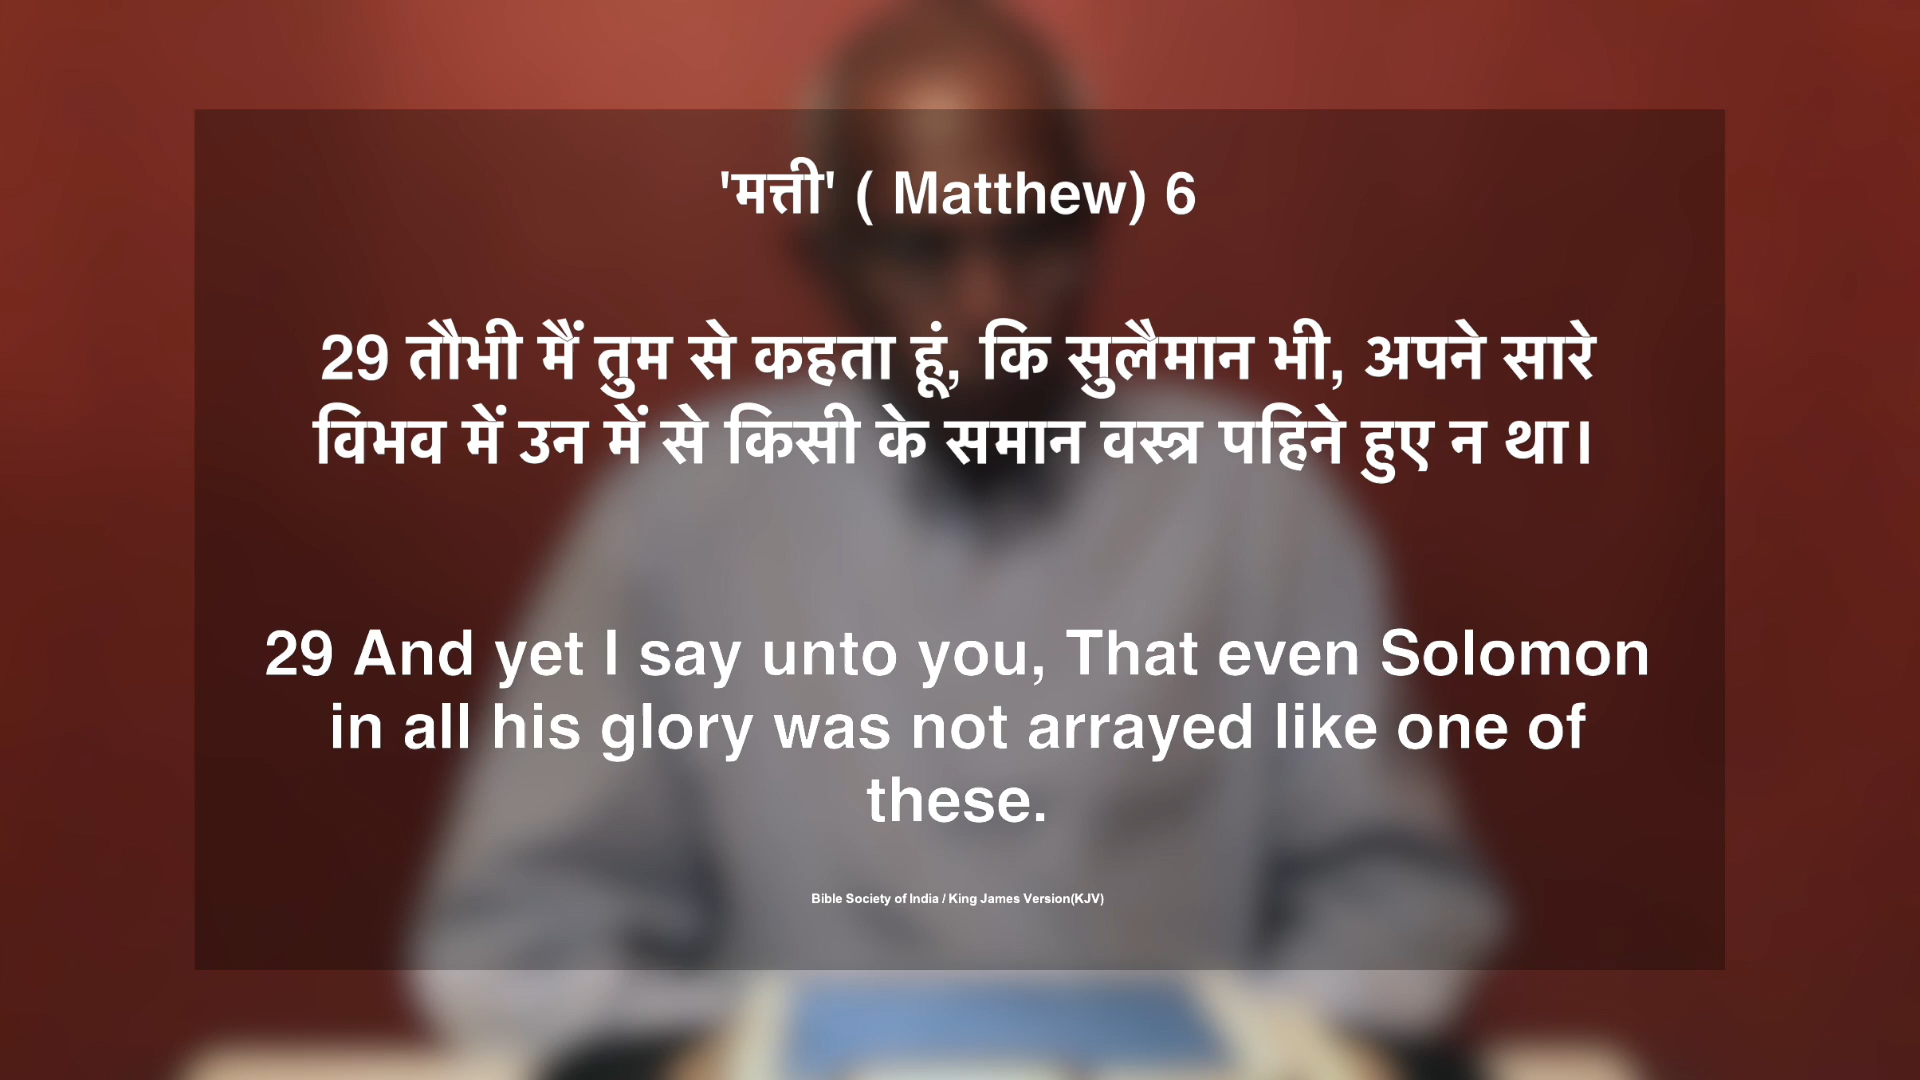 'मत्ती' ( Matthew) 6
29 तौभी मैं तुम से कहता हूं, कि सुलैमान भी, अपने सारे
विभव में उन में से किसी के समान वस्त्र पहिने हुए न था।
29 And yet I say unto you, That even Solomon
in all his glory was not arrayed like one of
these.
Bible Society of India / King James Version(KJV)